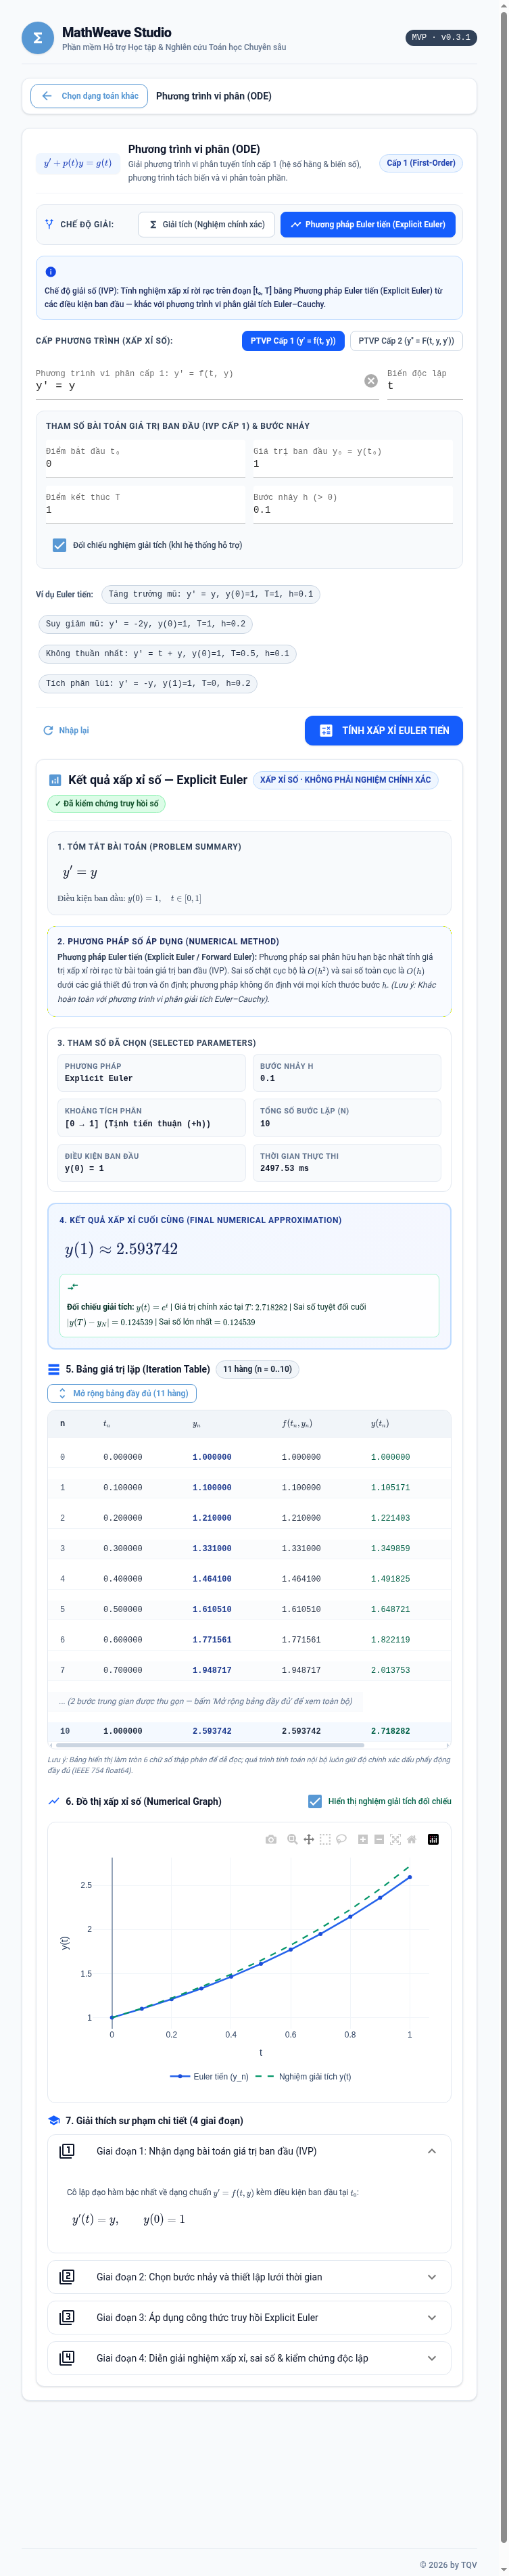 Σ
MathWeave Studio
Phần mềm Hỗ trợ Học tập & Nghiên cứu Toán học Chuyên sâu
MVP · v0.3.1
Chọn dạng toán khác
Phương trình vi phân (ODE)
y′ + p(t)y = g(t)
Phương trình vi phân (ODE)
Giải phương trình vi phân tuyến tính cấp 1 (hệ số hằng & biến số),
phương trình tách biến và vi phân toàn phần.
Cấp 1 (First-Order)
CHẾ ĐỘ GIẢI:
Σ Giải tích (Nghiệm chính xác)
Phương pháp Euler tiến (Explicit Euler)
Chế độ giải số (IVP): Tính nghiệm xấp xỉ rời rạc trên đoạn [t₀, T] bằng Phương pháp Euler tiến (Explicit Euler) từ
các điều kiện ban đầu — khác với phương trình vi phân giải tích Euler–Cauchy.
CẤP PHƯƠNG TRÌNH (XẤP XỈ SỐ):
PTVP Cấp 1 (y' = f(t, y))
PTVP Cấp 2 (y'' = F(t, y, y'))
Phương trình vi phân cấp 1: y' = f(t, y)
y' = y
Biến độc lập
t
THAM SỐ BÀI TOÁN GIÁ TRỊ BAN ĐẦU (IVP CẤP 1) & BƯỚC NHẢY
Điểm bắt đầu t₀
0
Giá trị ban đầu y₀ = y(t₀)
1
Điểm kết thúc T
1
Bước nhảy h (> 0)
0.1
Đối chiếu nghiệm giải tích (khi hệ thống hỗ trợ)
Ví dụ Euler tiến:
Tăng trưởng mũ: y' = y, y(0)=1, T=1, h=0.1
Suy giảm mũ: y' = -2y, y(0)=1, T=1, h=0.2
Không thuần nhất: y' = t + y, y(0)=1, T=0.5, h=0.1
Tích phân lùi: y' = -y, y(1)=1, T=0, h=0.2
Nhập lại
TÍNH XẤP XỈ EULER TIẾN
Kết quả xấp xỉ số — Explicit Euler
XẤP XỈ SỐ · KHÔNG PHẢI NGHIỆM CHÍNH XÁC
✓ Đã kiểm chứng truy hồi số
1. TÓM TẮT BÀI TOÁN (PROBLEM SUMMARY)
y′ = y
Điều kiện ban đầu: y(0) = 1, t ∈ [0, 1]
2. PHƯƠNG PHÁP SỐ ÁP DỤNG (NUMERICAL METHOD)
Phương pháp Euler tiến (Explicit Euler / Forward Euler): Phương pháp sai phân hữu hạn bậc nhất tính giá
trị xấp xỉ rời rạc từ bài toán giá trị ban đầu (IVP). Sai số chặt cục bộ là O(h²) và sai số toàn cục là O(h)
dưới các giả thiết đủ trơn và ổn định; phương pháp không ổn định với mọi kích thước bước h. (Lưu ý: Khác
hoàn toàn với phương trình vi phân giải tích Euler–Cauchy).
3. THAM SỐ ĐÃ CHỌN (SELECTED PARAMETERS)
PHƯƠNG PHÁP
Explicit Euler
BƯỚC NHẢY H
0.1
KHOẢNG TÍCH PHÂN
[0 → 1] (Tịnh tiến thuận (+h))
TỔNG SỐ BƯỚC LẶP (N)
10
ĐIỀU KIỆN BAN ĐẦU
y(0) = 1
THỜI GIAN THỰC THI
2497.53 ms
4. KẾT QUẢ XẤP XỈ CUỐI CÙNG (FINAL NUMERICAL APPROXIMATION)
y(1) ≈ 2.593742
Đối chiếu giải tích: y(t) = eᵗ | Giá trị chính xác tại T: 2.718282 | Sai số tuyệt đối cuối
|y(T) − y_N| = 0.124539 | Sai số lớn nhất = 0.124539
5. Bảng giá trị lặp (Iteration Table)
11 hàng (n = 0..10)
Mở rộng bảng đầy đủ (11 hàng)
n tₙ yₙ f(tₙ, yₙ) y(tₙ)
0 0.000000 1.000000 1.000000 1.000000
1 0.100000 1.100000 1.100000 1.105171
2 0.200000 1.210000 1.210000 1.221403
3 0.300000 1.331000 1.331000 1.349859
4 0.400000 1.464100 1.464100 1.491825
5 0.500000 1.610510 1.610510 1.648721
6 0.600000 1.771561 1.771561 1.822119
7 0.700000 1.948717 1.948717 2.013753
... (2 bước trung gian được thu gọn — bấm 'Mở rộng bảng đầy đủ' để xem toàn bộ)
10 1.000000 2.593742 2.593742 2.718282
Lưu ý: Bảng hiển thị làm tròn 6 chữ số thập phân để dễ đọc; quá trình tính toán nội bộ luôn giữ độ chính xác dấu phẩy động
đầy đủ (IEEE 754 float64).
6. Đồ thị xấp xỉ số (Numerical Graph)
Hiển thị nghiệm giải tích đối chiếu
2.5
2
1.5
1
y(t)
0 0.2 0.4 0.6 0.8 1
t
Euler tiến (y_n)
Nghiệm giải tích y(t)
7. Giải thích sư phạm chi tiết (4 giai đoạn)
1 Giai đoạn 1: Nhận dạng bài toán giá trị ban đầu (IVP)
Cô lập đạo hàm bậc nhất về dạng chuẩn y′ = f(t, y) kèm điều kiện ban đầu tại t₀:
y′(t) = y, y(0) = 1
2 Giai đoạn 2: Chọn bước nhảy và thiết lập lưới thời gian
3 Giai đoạn 3: Áp dụng công thức truy hồi Explicit Euler
4 Giai đoạn 4: Diễn giải nghiệm xấp xỉ, sai số & kiểm chứng độc lập
© 2026 by TQV